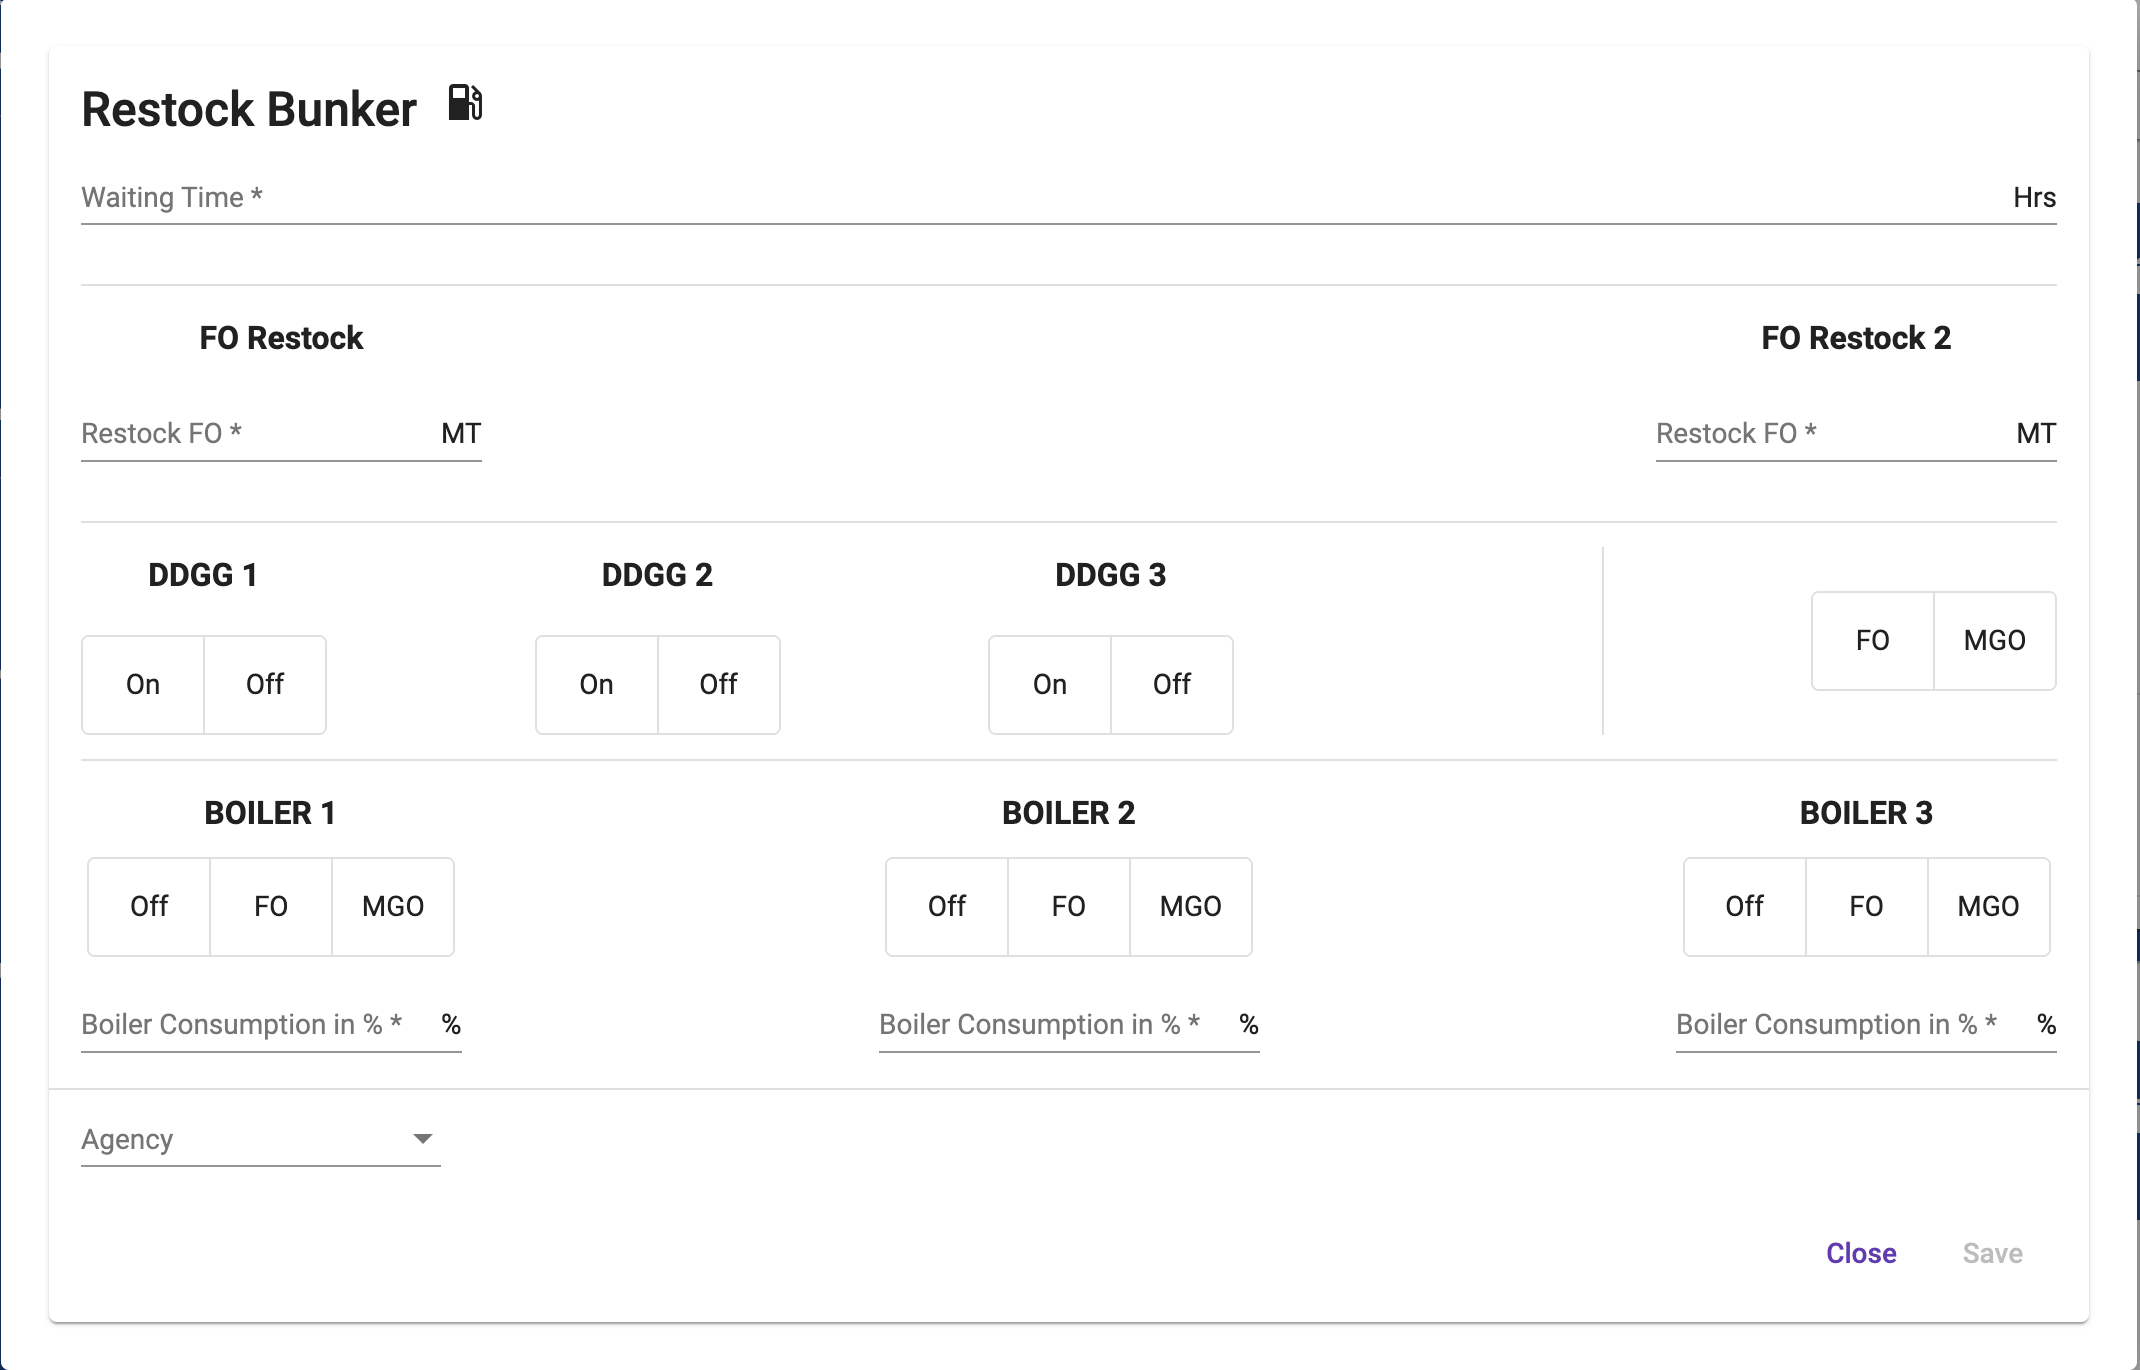 Restock Bunker
Waiting Time * Hrs
FO Restock FO Restock 2
Restock FO * MT Restock FO * MT
DDGG 1 DDGG 2 DDGG 3
FO MGO
On Off On Off On Off
BOILER 1 BOILER 2 BOILER 3
Off FO MGO Off FO MGO Off FO MGO
Boiler Consumption in % * % Boiler Consumption in % * % Boiler Consumption in % * %
Agency
Close Save